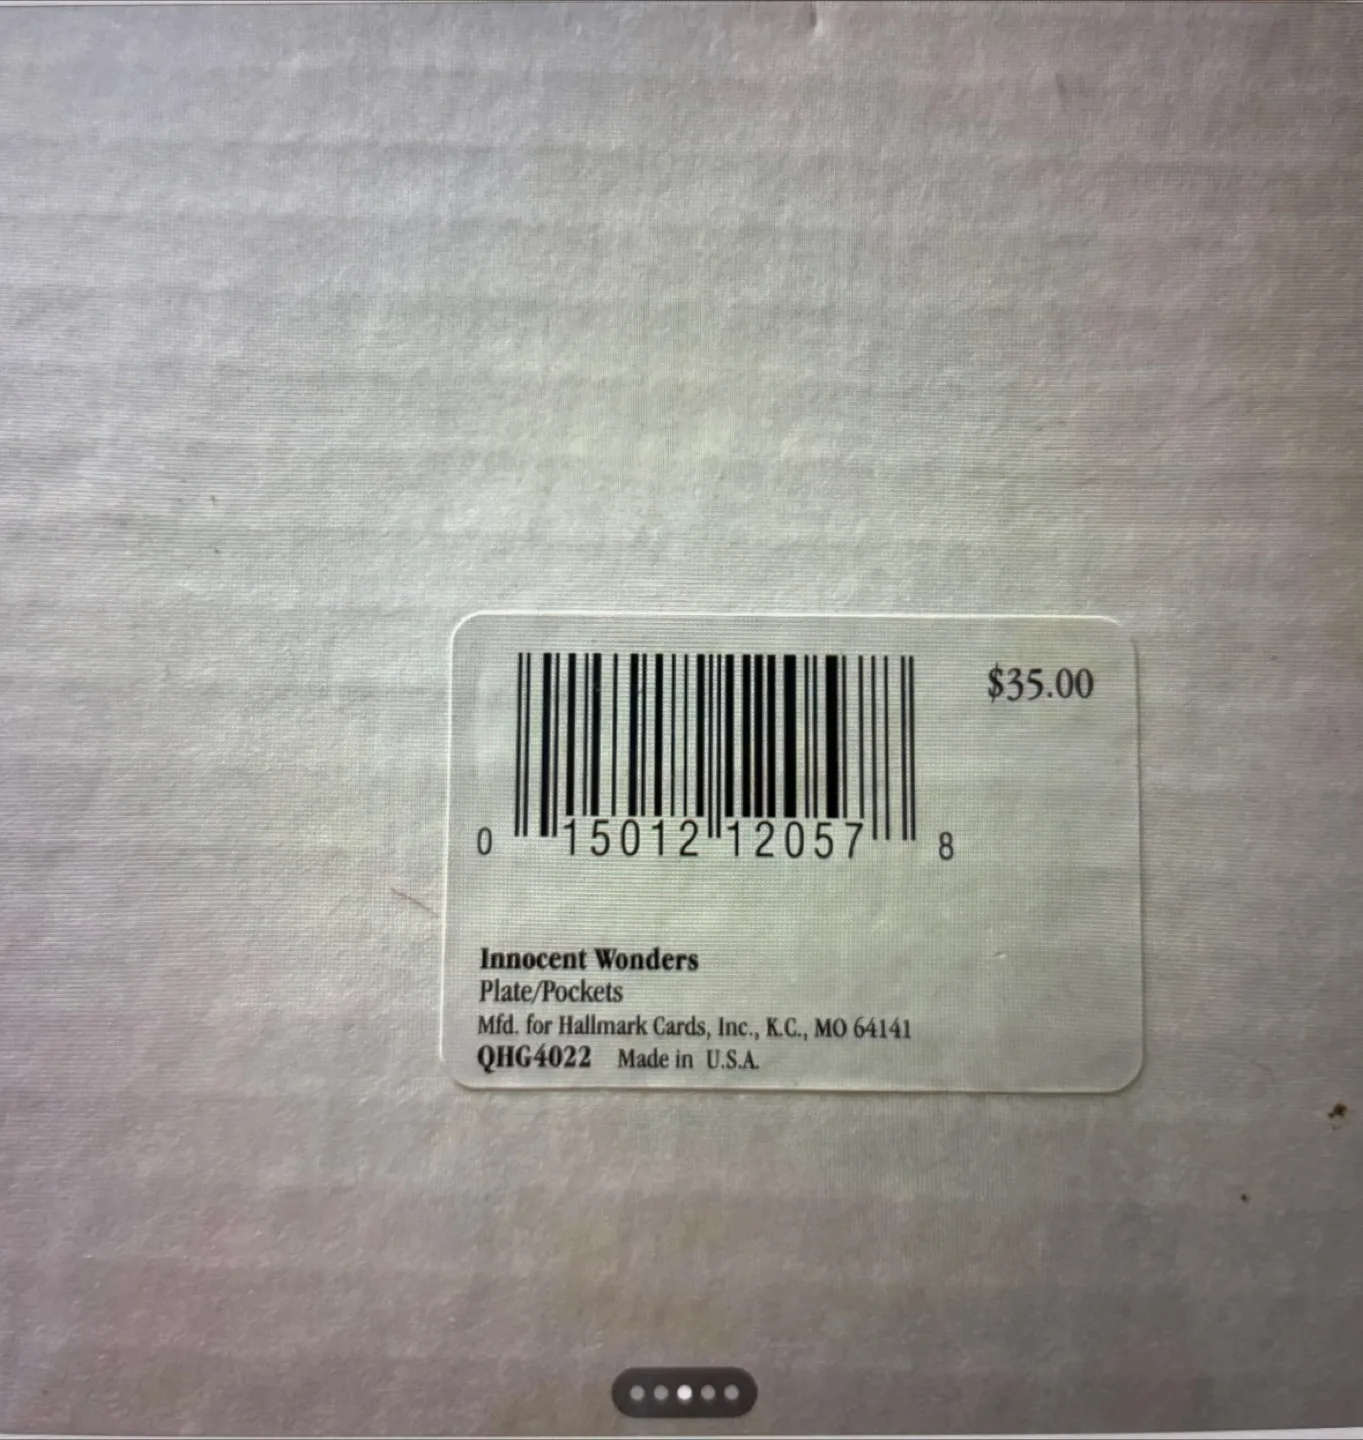 $35.00
0 15012 12057 8
Innocent Wonders
Plate/Pockets
Mfd. for Hallmark Cards, Inc., K.C., MO 64141
QHG4022 Made in U.S.A.